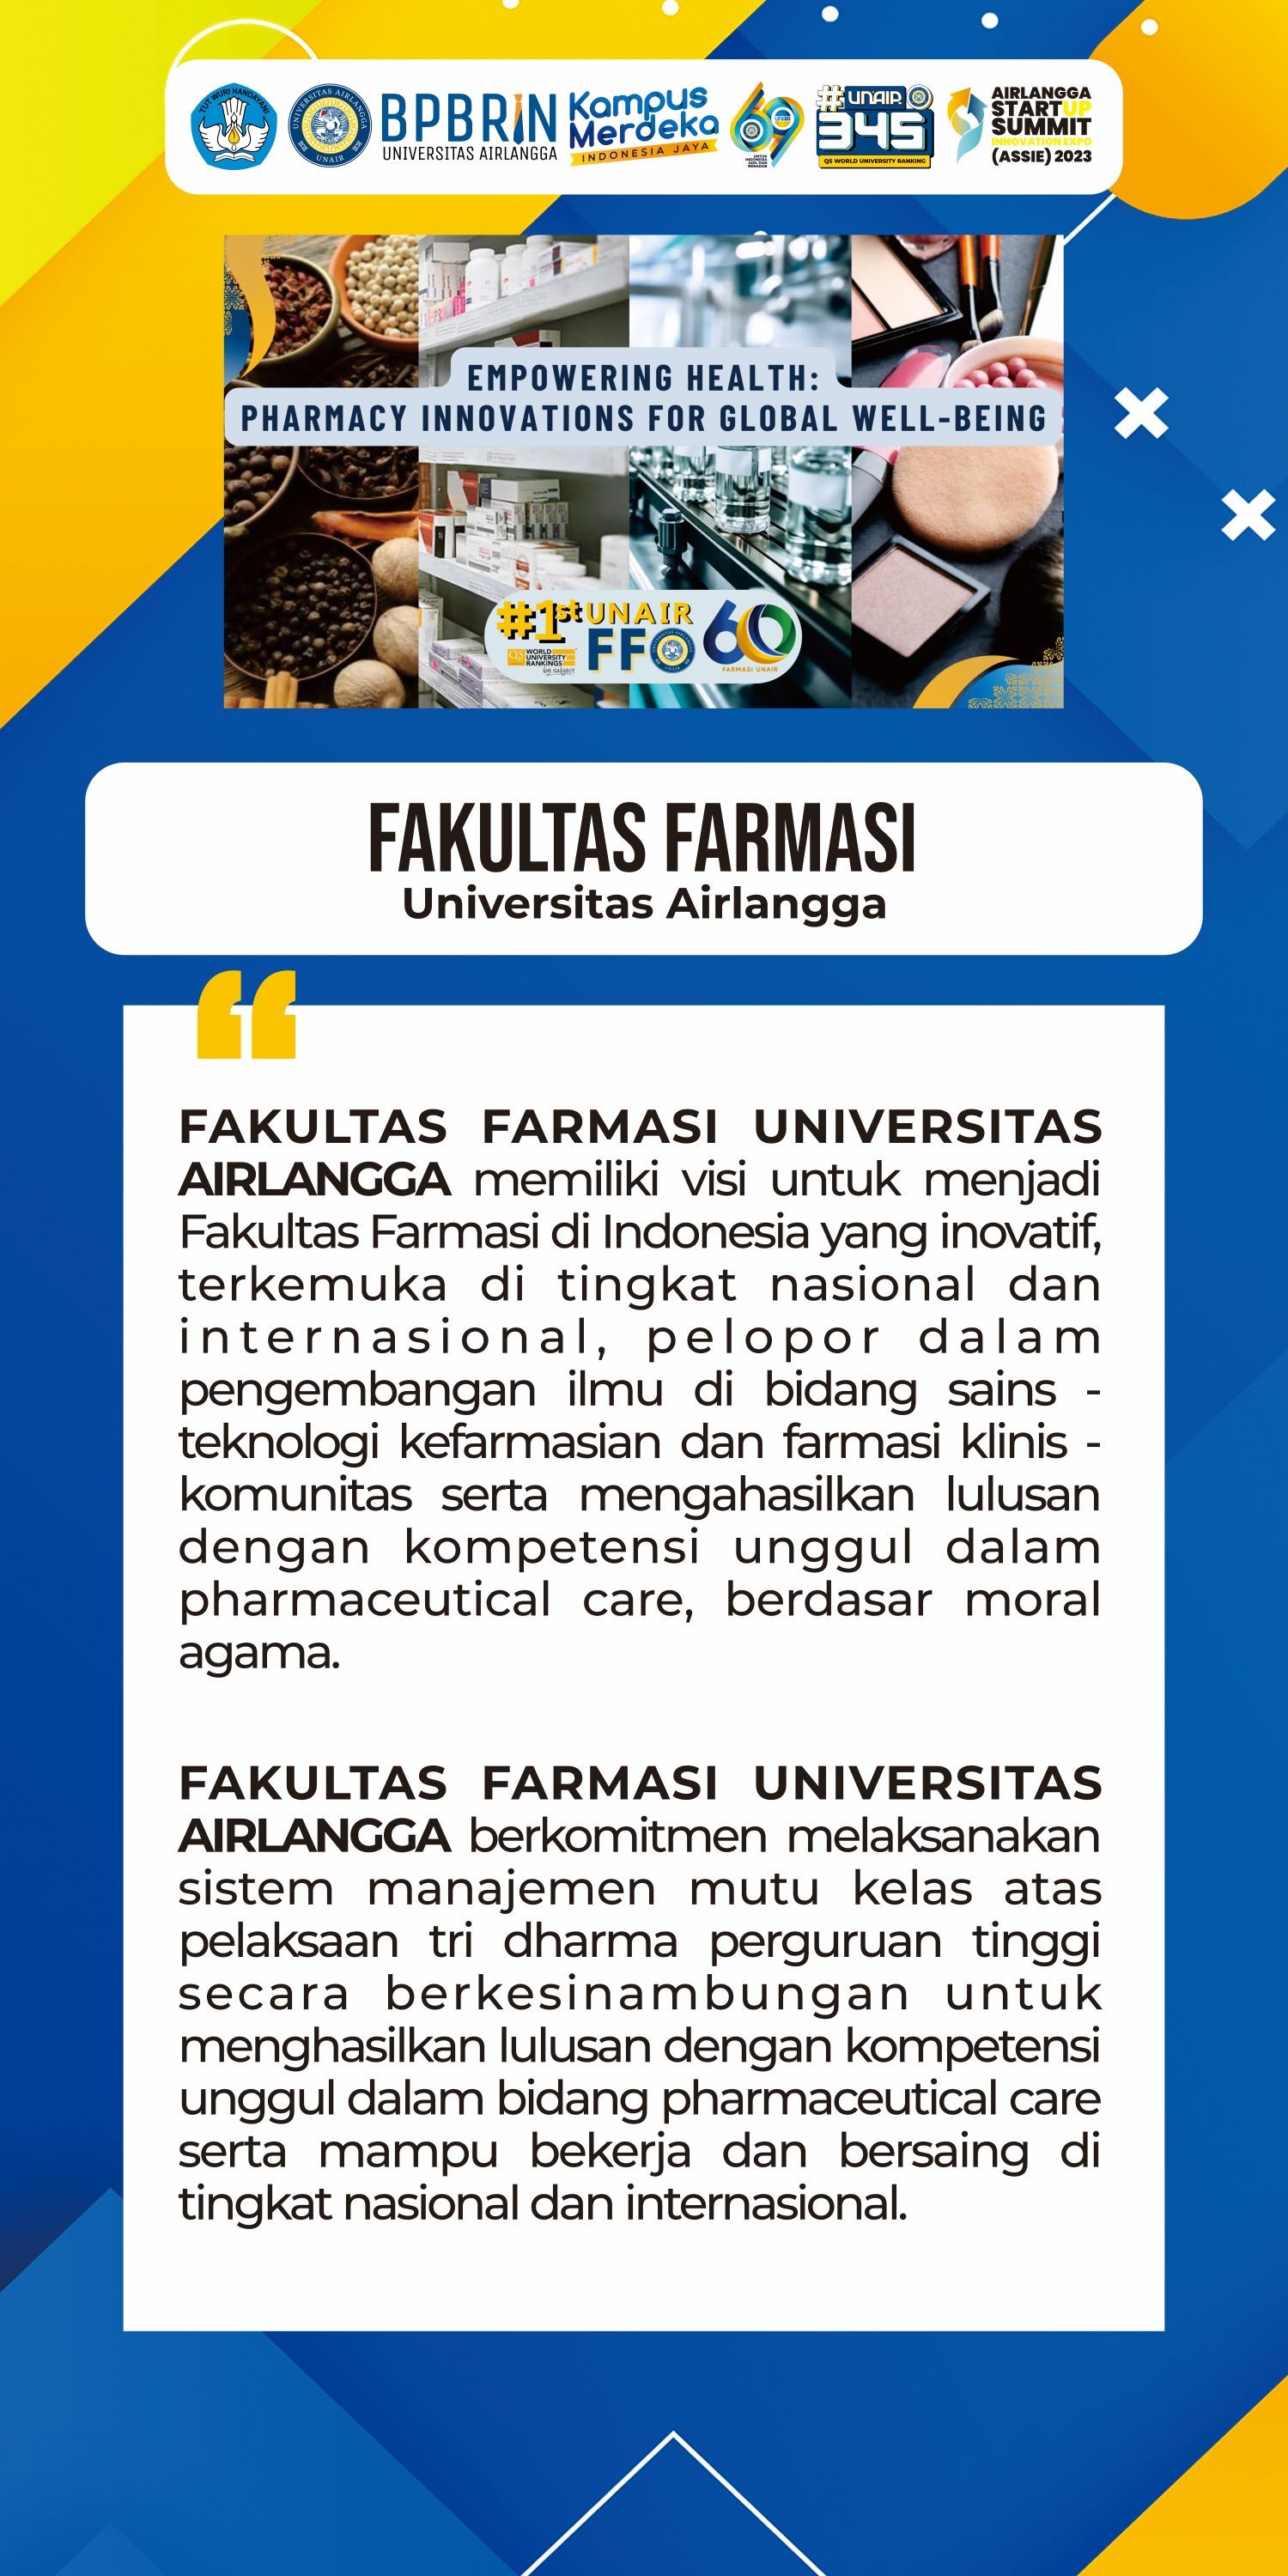 TUT WURI HANDAYANI
UNIVERSITAS AIRLANGGA
UNAIR
BPBRIN
UNIVERSITAS AIRLANGGA
Kampus
Merdeka
INDONESIA JAYA
69
#UNAIR
345
QS WORLD UNIVERSITY RANKING
AIRLANGGA
STARTUP
SUMMIT
INNOVATION EXPO
(ASSIE) 2023
EMPOWERING HEALTH:
PHARMACY INNOVATIONS FOR GLOBAL WELL-BEING
#1st UNAIR
QS WORLD UNIVERSITY RANKINGS
by subject
FF
60
FARMASI UNAIR
FAKULTAS FARMASI
Universitas Airlangga
“
FAKULTAS FARMASI UNIVERSITAS
AIRLANGGA memiliki visi untuk menjadi
Fakultas Farmasi di Indonesia yang inovatif,
terkemuka di tingkat nasional dan
internasional, pelopor dalam
pengembangan ilmu di bidang sains -
teknologi kefarmasian dan farmasi klinis -
komunitas serta mengahasilkan lulusan
dengan kompetensi unggul dalam
pharmaceutical care, berdasar moral
agama.
FAKULTAS FARMASI UNIVERSITAS
AIRLANGGA berkomitmen melaksanakan
sistem manajemen mutu kelas atas
pelaksaan tri dharma perguruan tinggi
secara berkesinambungan untuk
menghasilkan lulusan dengan kompetensi
unggul dalam bidang pharmaceutical care
serta mampu bekerja dan bersaing di
tingkat nasional dan internasional.